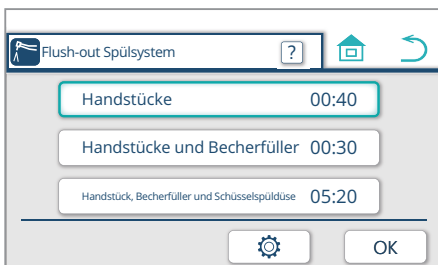 Flush-out Spülsystem ?
Handstücke 00:40
Handstücke und Becherfüller 00:30
Handstück, Becherfüller und Schüsselspüldüse 05:20
OK